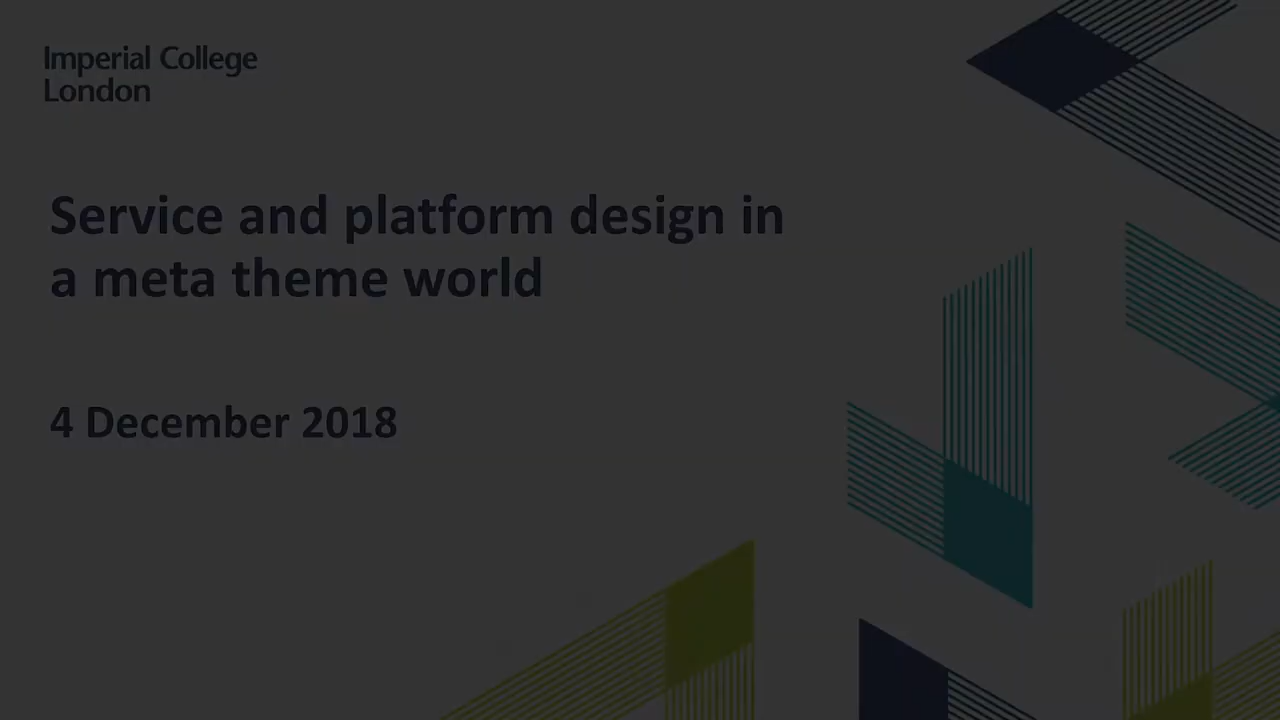 Imperial College
London
Service and platform design in
a meta theme world
4 December 2018